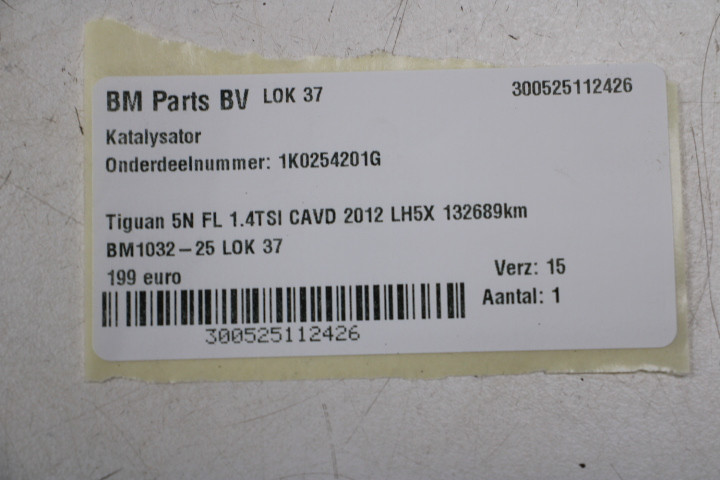 BM Parts BV LOK 37 300525112426
Katalysator
Onderdeelnummer: 1K0254201G
Tiguan 5N FL 1.4TSI CAVD 2012 LH5X 132689km
BM1032-25 LOK 37
199 euro Verz: 15
Aantal: 1
300525112426